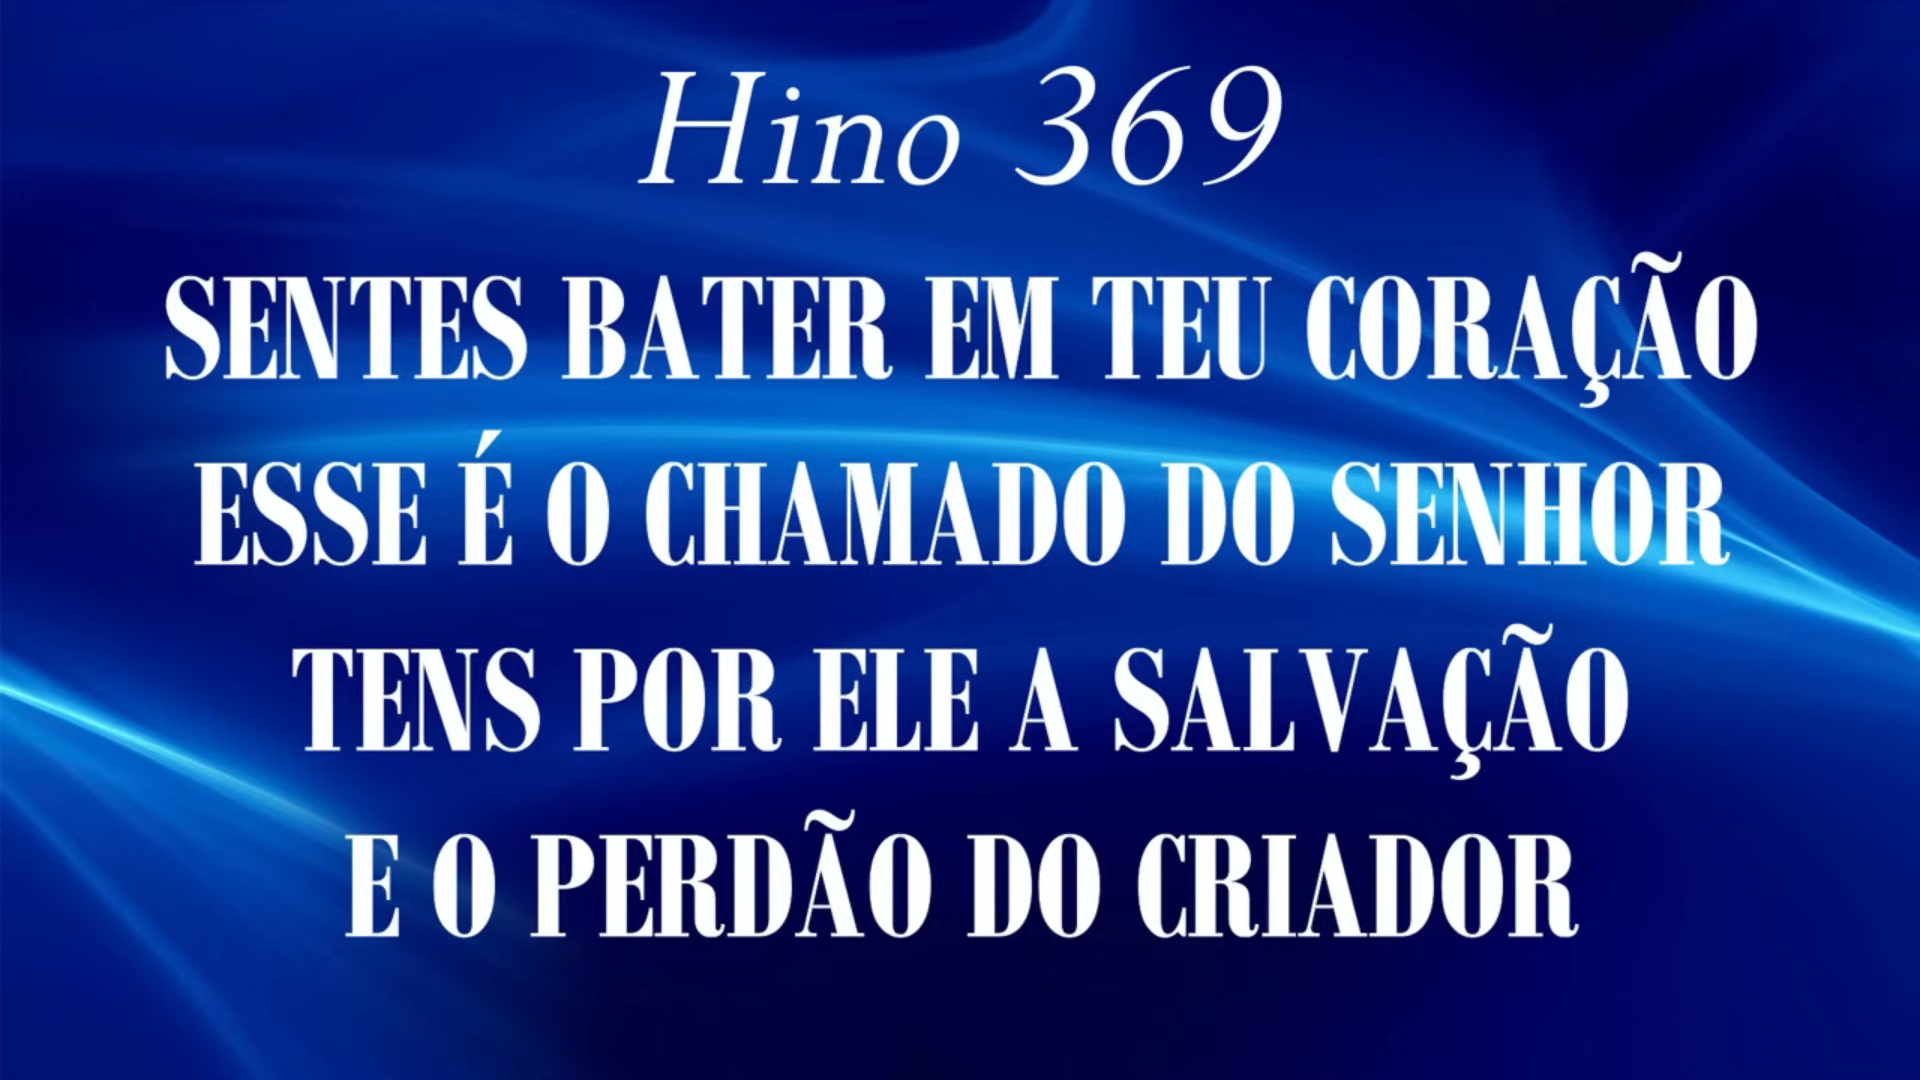 Hino 369
SENTES BATER EM TEU CORAÇÃO
ESSE É O CHAMADO DO SENHOR
TENS POR ELE A SALVAÇÃO
E O PERDÃO DO CRIADOR